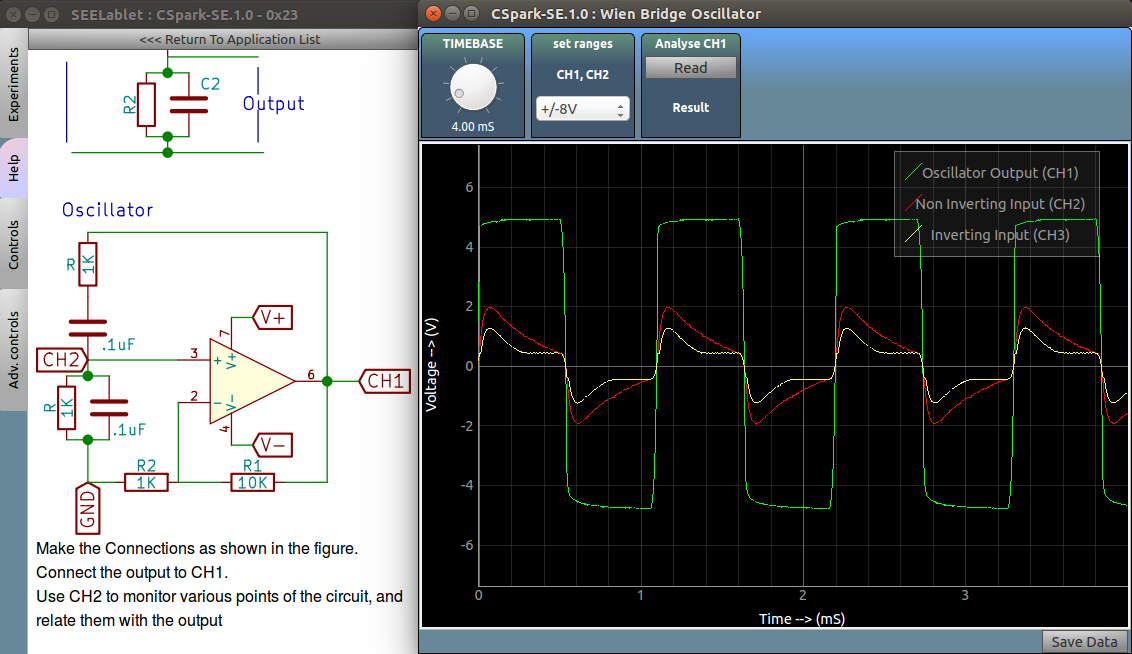 SEELablet : CSpark-SE.1.0 - 0x23
<<< Return To Application List
Experiments
Help
Controls
Adv. controls
R2
C2
Output
Oscillator
R
1K
.1uF
CH2
R
1K
.1uF
3
+
V+
7
V+
6
CH1
2
-
V-
4
V-
R2
1K
R1
10K
GND
Make the Connections as shown in the figure.
Connect the output to CH1.
Use CH2 to monitor various points of the circuit, and
relate them with the output
CSpark-SE.1.0 : Wien Bridge Oscillator
TIMEBASE
4.00 mS
set ranges
CH1, CH2
+/-8V
Analyse CH1
Read
Result
Oscillator Output (CH1)
Non Inverting Input (CH2)
Inverting Input (CH3)
Voltage --> (V)
6
4
2
0
-2
-4
-6
0
1
2
3
Time --> (mS)
Save Data